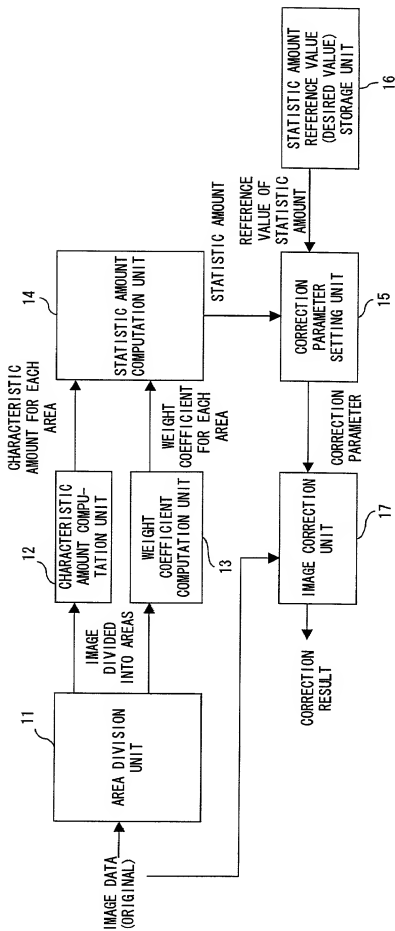 IMAGE DATA
(ORIGINAL)
11
AREA DIVISION
UNIT
IMAGE
DIVIDED
INTO AREAS
12
CHARACTERISTIC
AMOUNT COMPU-
TATION UNIT
WEIGHT
COEFFICIENT
COMPUTATION UNIT
13
CHARACTERISTIC
AMOUNT FOR EACH
AREA
WEIGHT
COEFFICIENT
FOR EACH
AREA
14
STATISTIC AMOUNT
COMPUTATION UNIT
STATISTIC AMOUNT
REFERENCE
VALUE OF
STATISTIC
AMOUNT
STATISTIC AMOUNT
REFERENCE VALUE
(DESIRED VALUE)
STORAGE UNIT
16
CORRECTION
PARAMETER
SETTING UNIT
15
CORRECTION
PARAMETER
IMAGE CORRECTION
UNIT
17
CORRECTION
RESULT